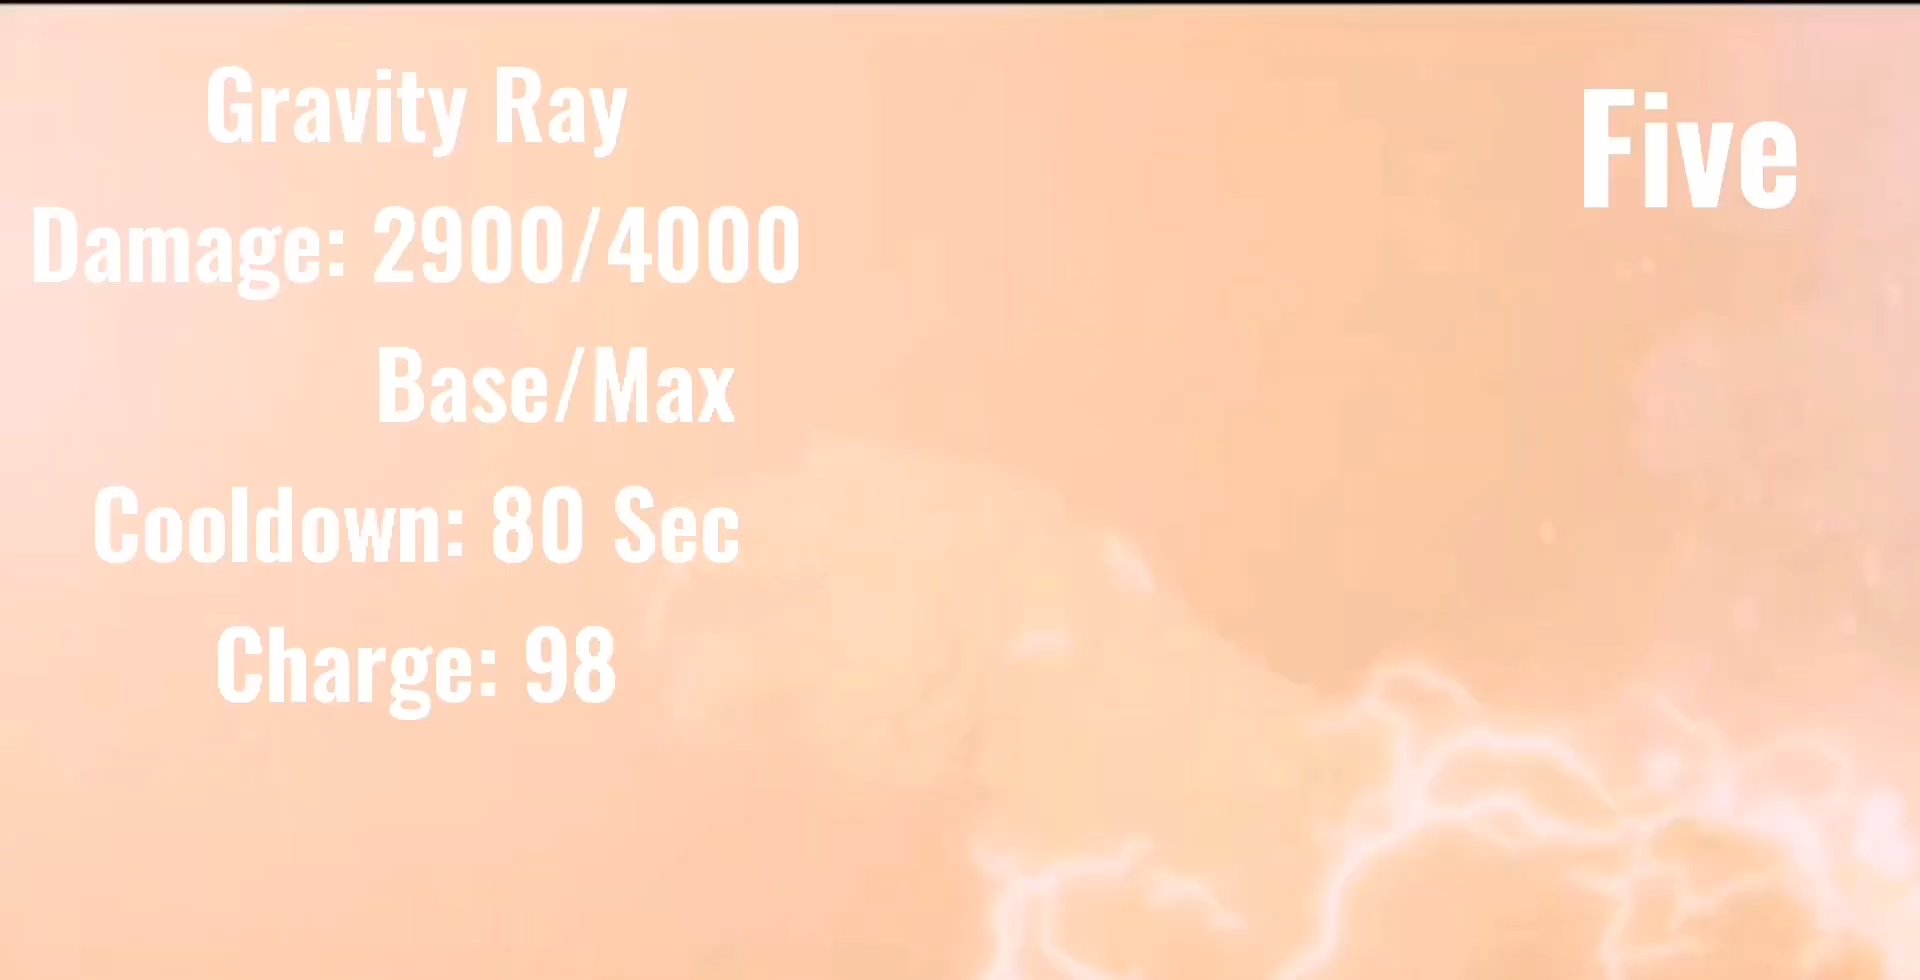 Gravity Ray
Damage: 2900/4000
Base/Max
Cooldown: 80 Sec
Charge: 98
Five